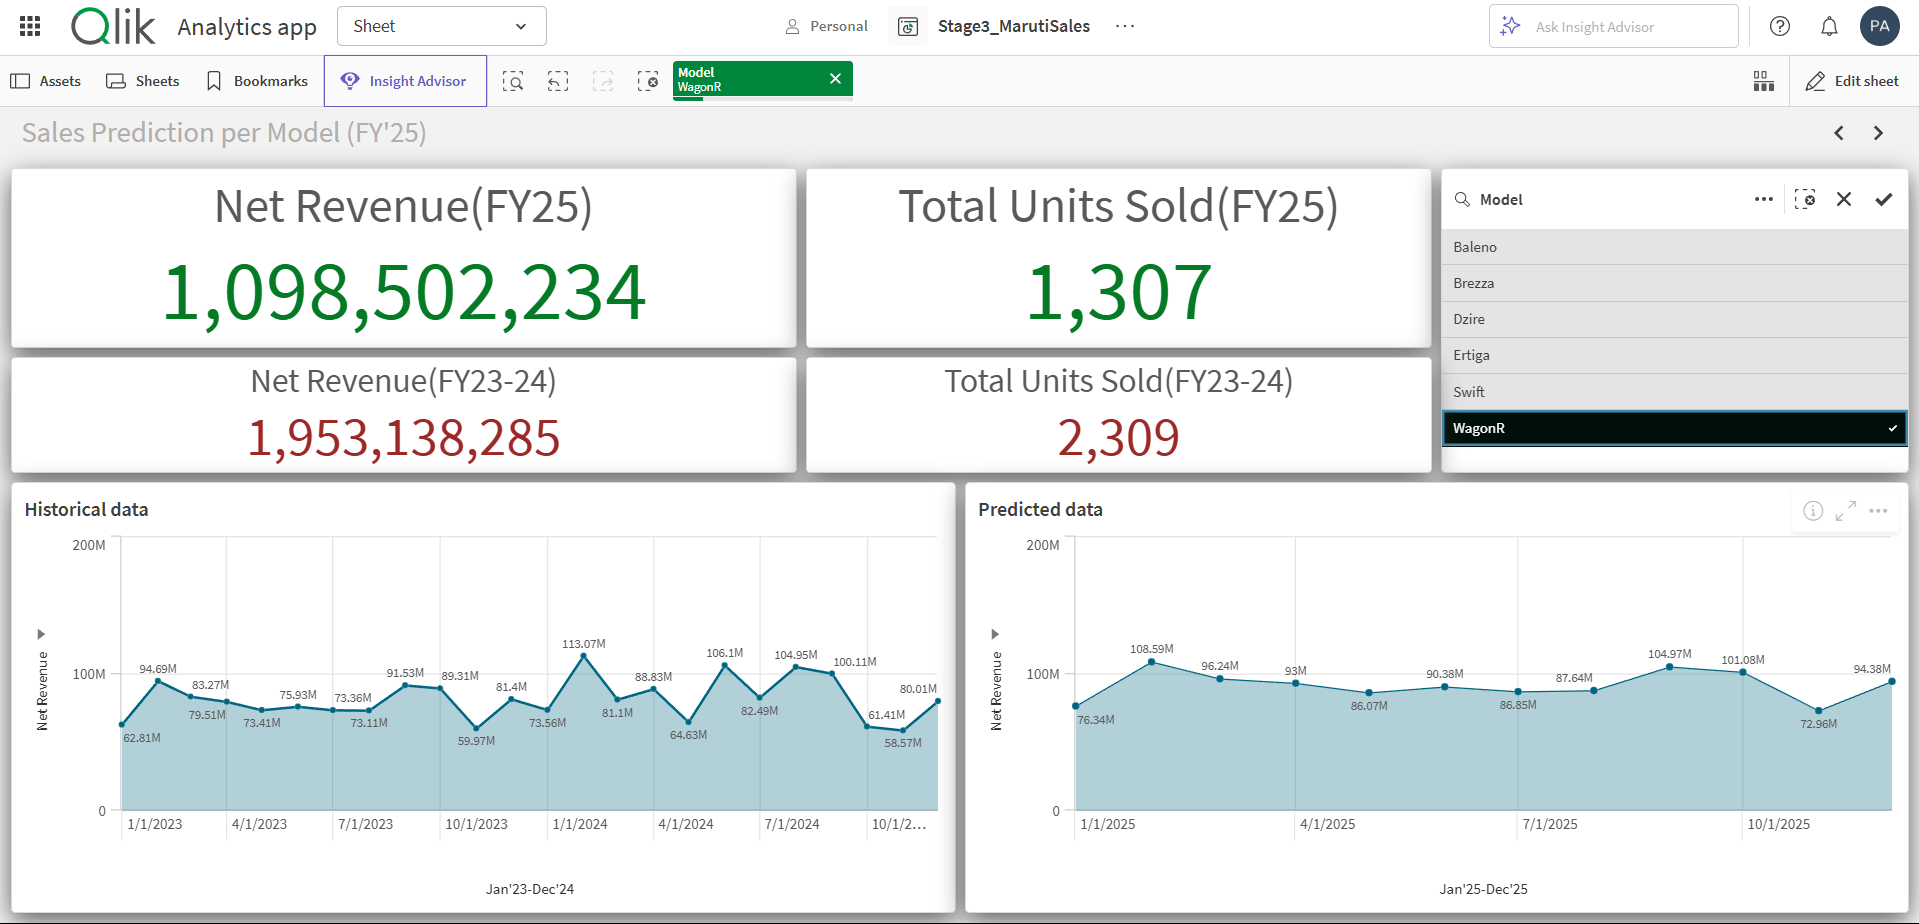 Qlik
Analytics app
Sheet
Personal
Stage3_MarutiSales
...
Ask Insight Advisor
PA
Assets
Sheets
Bookmarks
Insight Advisor
Model
WagonR
Edit sheet
Sales Prediction per Model (FY'25)
Net Revenue(FY25)
1,098,502,234
Total Units Sold(FY25)
1,307
Model
Baleno
Brezza
Dzire
Ertiga
Swift
WagonR
Net Revenue(FY23-24)
1,953,138,285
Total Units Sold(FY23-24)
2,309
Historical data
Net Revenue
200M
100M
0
62.81M
94.69M
83.27M
79.51M
73.41M
75.93M
73.36M
73.11M
91.53M
89.31M
59.97M
81.4M
73.56M
113.07M
81.1M
88.83M
64.63M
106.1M
82.49M
104.95M
100.11M
61.41M
58.57M
80.01M
1/1/2023
4/1/2023
7/1/2023
10/1/2023
1/1/2024
4/1/2024
7/1/2024
10/1/2...
Jan'23-Dec'24
Predicted data
Net Revenue
200M
100M
0
76.34M
108.59M
96.24M
93M
86.07M
90.38M
86.85M
87.64M
104.97M
101.08M
72.96M
94.38M
1/1/2025
4/1/2025
7/1/2025
10/1/2025
Jan'25-Dec'25